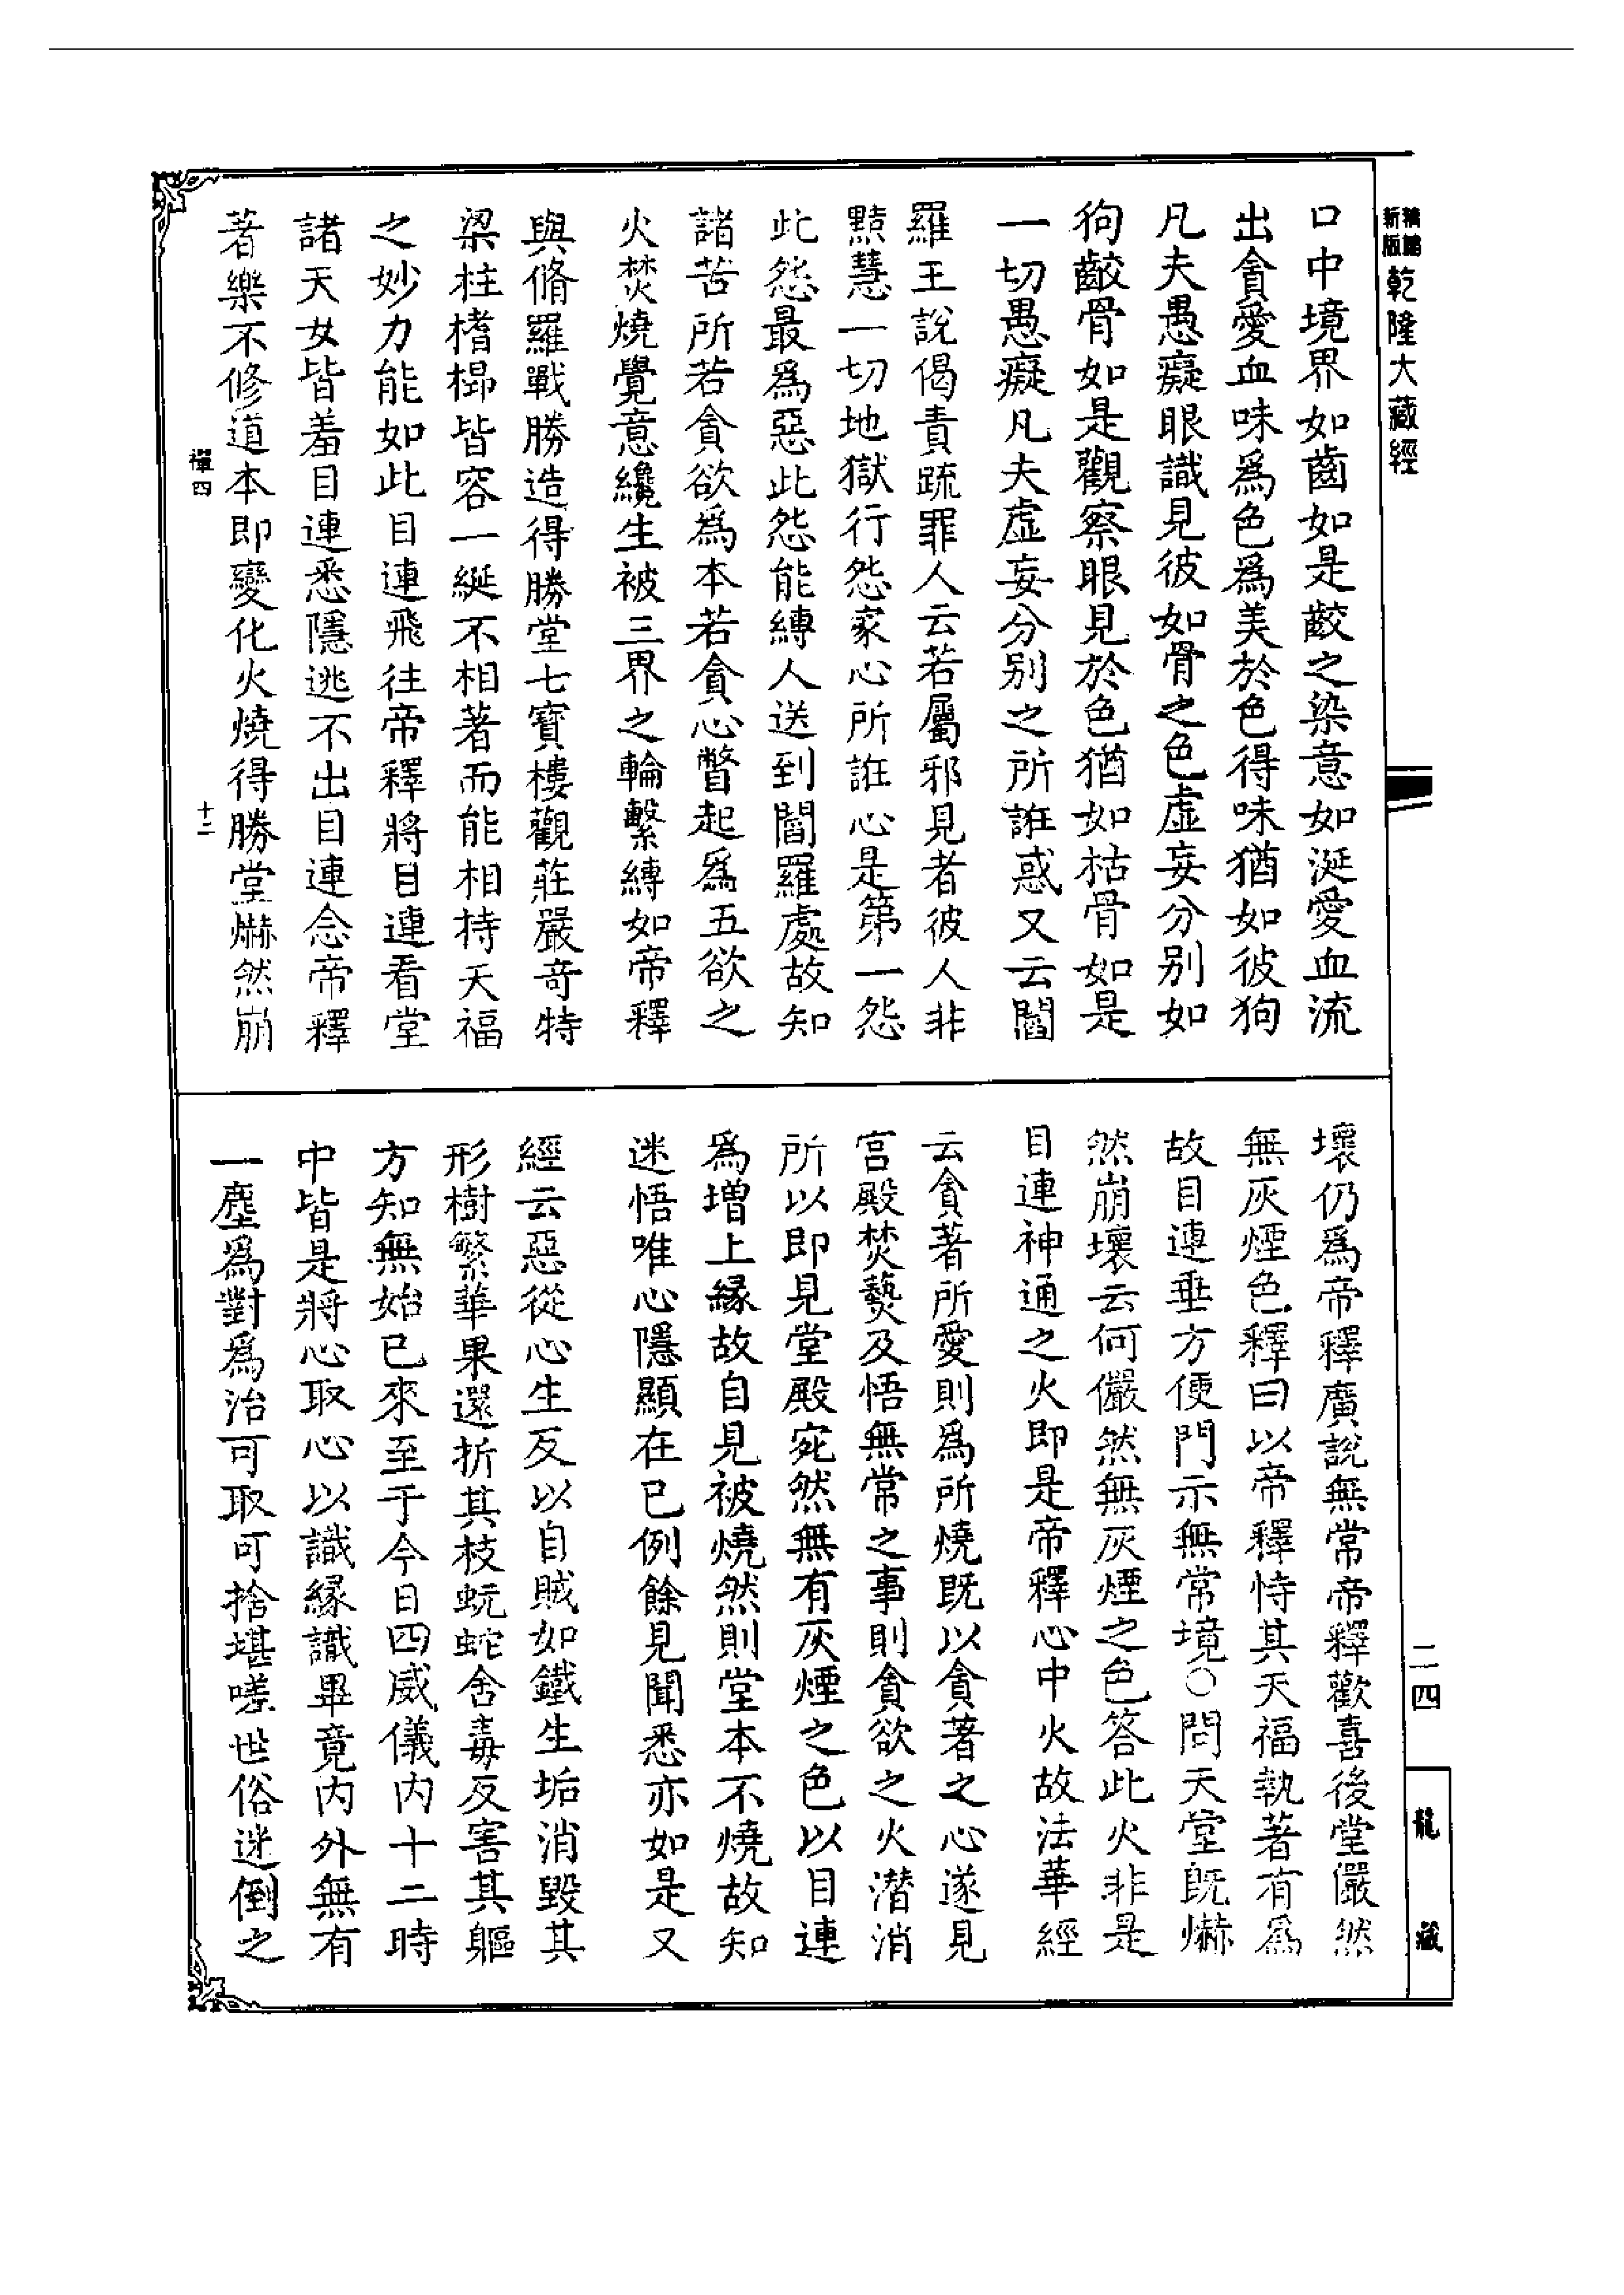 新版
精縮
乾隆大藏經
口中境界如齒如是齩之染意如涎愛血流
出貪愛血味爲色爲美於色得味猶如彼狗
凡夫愚癡眼識見彼如骨之色虛妄分別如
狗齩骨如是觀察眼見於色猶如枯骨如是
一切愚癡凡夫虛妄分別之所誑惑又云閻
羅王說偈責疏罪人云若屬邪見者彼人非
黠慧一切地獄行怨家心所誑心是第一怨
此怨最爲惡此怨能縛人送到閻羅處故知
諸苦所若貪欲爲本若貪心瞥起爲五欲之
火焚燒覺意纔生被三界之輪繫縛如帝釋
與脩羅戰勝造得勝堂七寶樓觀莊嚴奇特
梁柱楮㭼皆容一綖不相著而能相持天福
之妙力能如此目連飛往帝釋將目連看堂
諸天女皆羞目連悉隱逃不出目連念帝釋
著樂不修道本即變化火燒得勝堂爀然崩
禪四
十二
壞仍爲帝釋廣說無常帝釋歡喜後堂儼然
無灰煙色釋曰以帝釋恃其天福執著有爲
故目連垂方便門示無常境○問天堂既爀
然崩壞云何儼然無灰煙之色答此火非是
目連神通之火即是帝釋心中火故法華經
云貪著所愛則爲所燒既以貪著之心遂見
宮殿焚爇及悟無常之事則貪欲之火潛消
所以即見堂殿宛然無有灰煙之色以目連
爲增上緣故自見被燒然則堂本不燒故知
迷悟唯心隱顯在已例餘見聞悉亦如是又
經云惡從心生反以自賊如鐵生垢消毀其
形樹繁華果還折其枝蚖蛇含毒反害其軀
方知無始已來至于今日四威儀內十二時
中皆是將心取心以識緣識畢竟內外無有
一塵爲對爲治可取可捨堪嗟世俗迷倒之
二四
龍藏